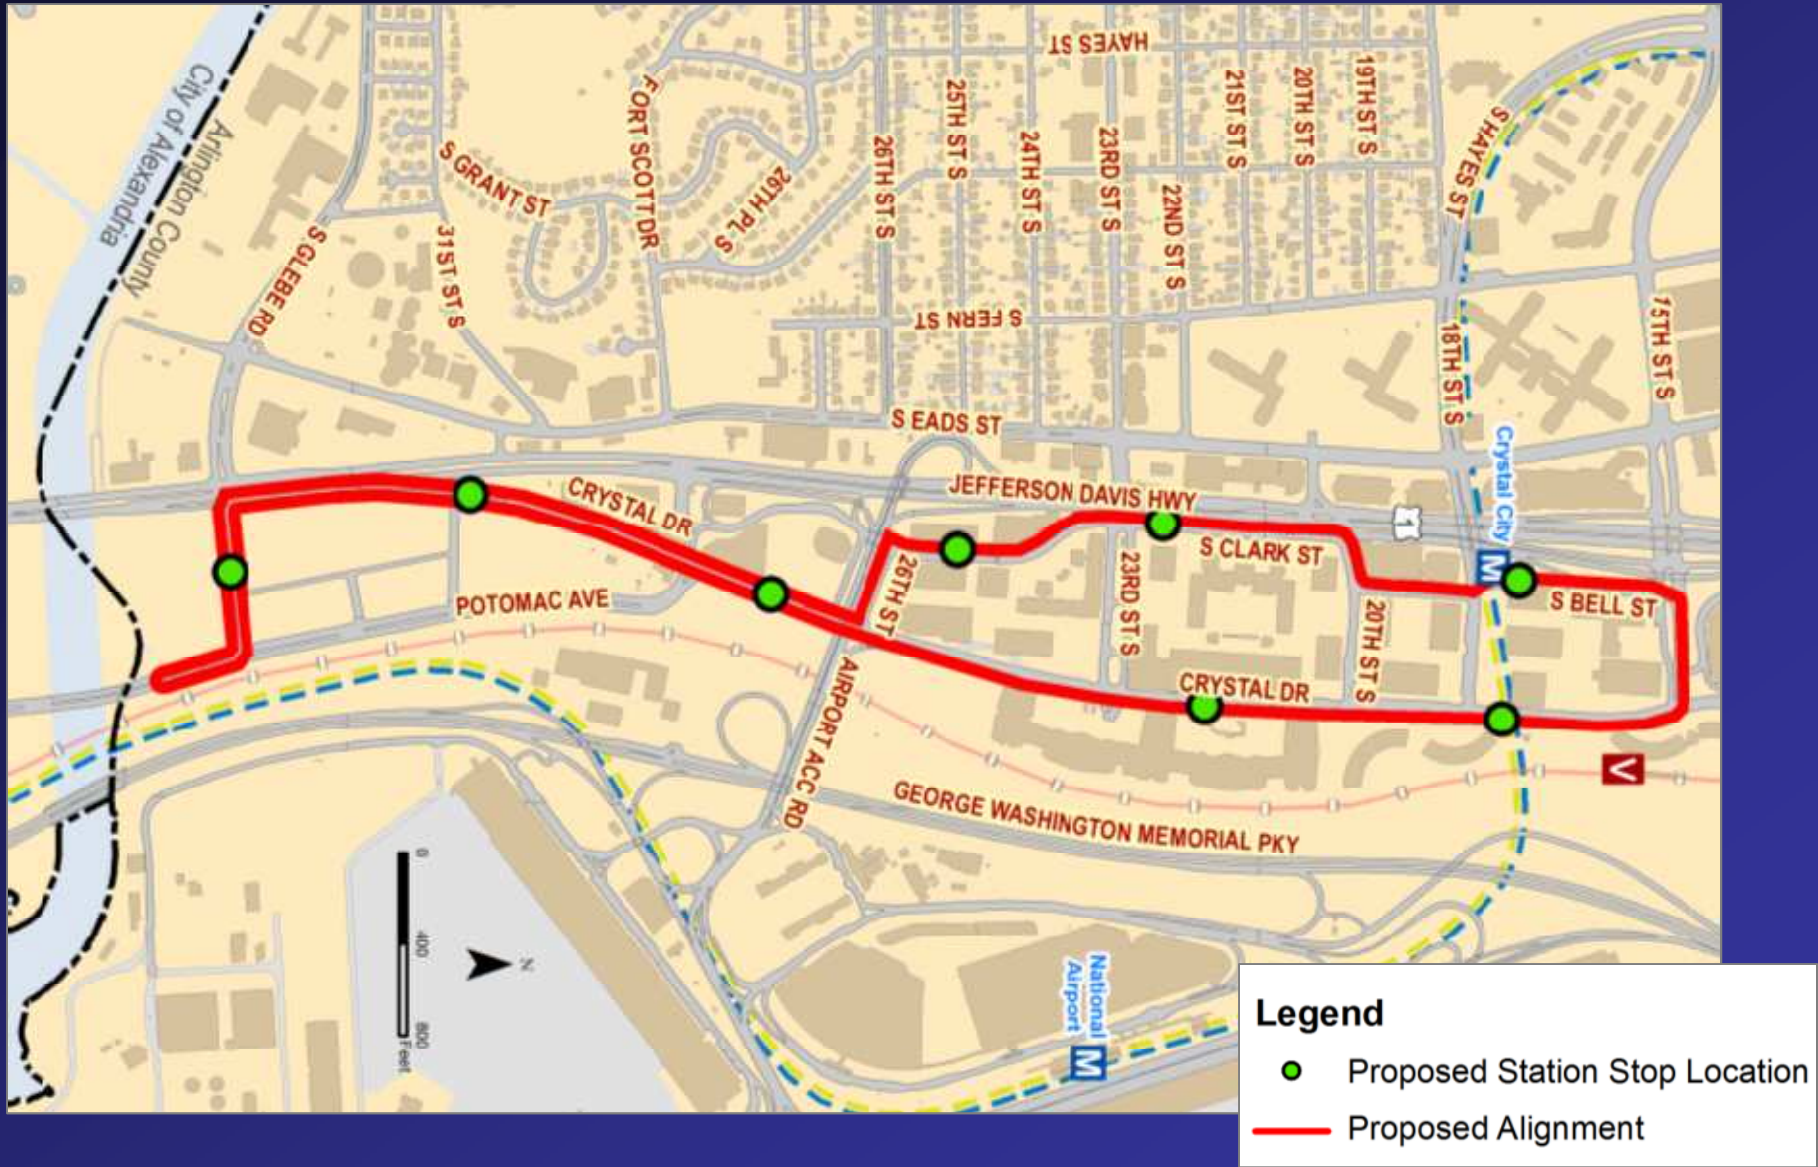 HAYES ST
City of Alexandria
Arlington County
S GLEBE RD
S GRANT ST
31ST ST S
FORT SCOTT DR
26TH PL S
26TH ST S
25TH ST S
24TH ST S
23RD ST S
22ND ST S
21ST ST S
20TH ST S
19TH ST S
S HAYES ST
18TH ST S
15TH ST S
S FERN ST
S EADS ST
JEFFERSON DAVIS HWY
1
Crystal City
M
CRYSTAL DR
S CLARK ST
26TH ST
23RD ST S
20TH ST S
S BELL ST
POTOMAC AVE
CRYSTAL DR
AIRPORT ACC RD
V
GEORGE WASHINGTON MEMORIAL PKY
0
400
800
Feet
N
National
Airport
M
Legend
Proposed Station Stop Location
Proposed Alignment